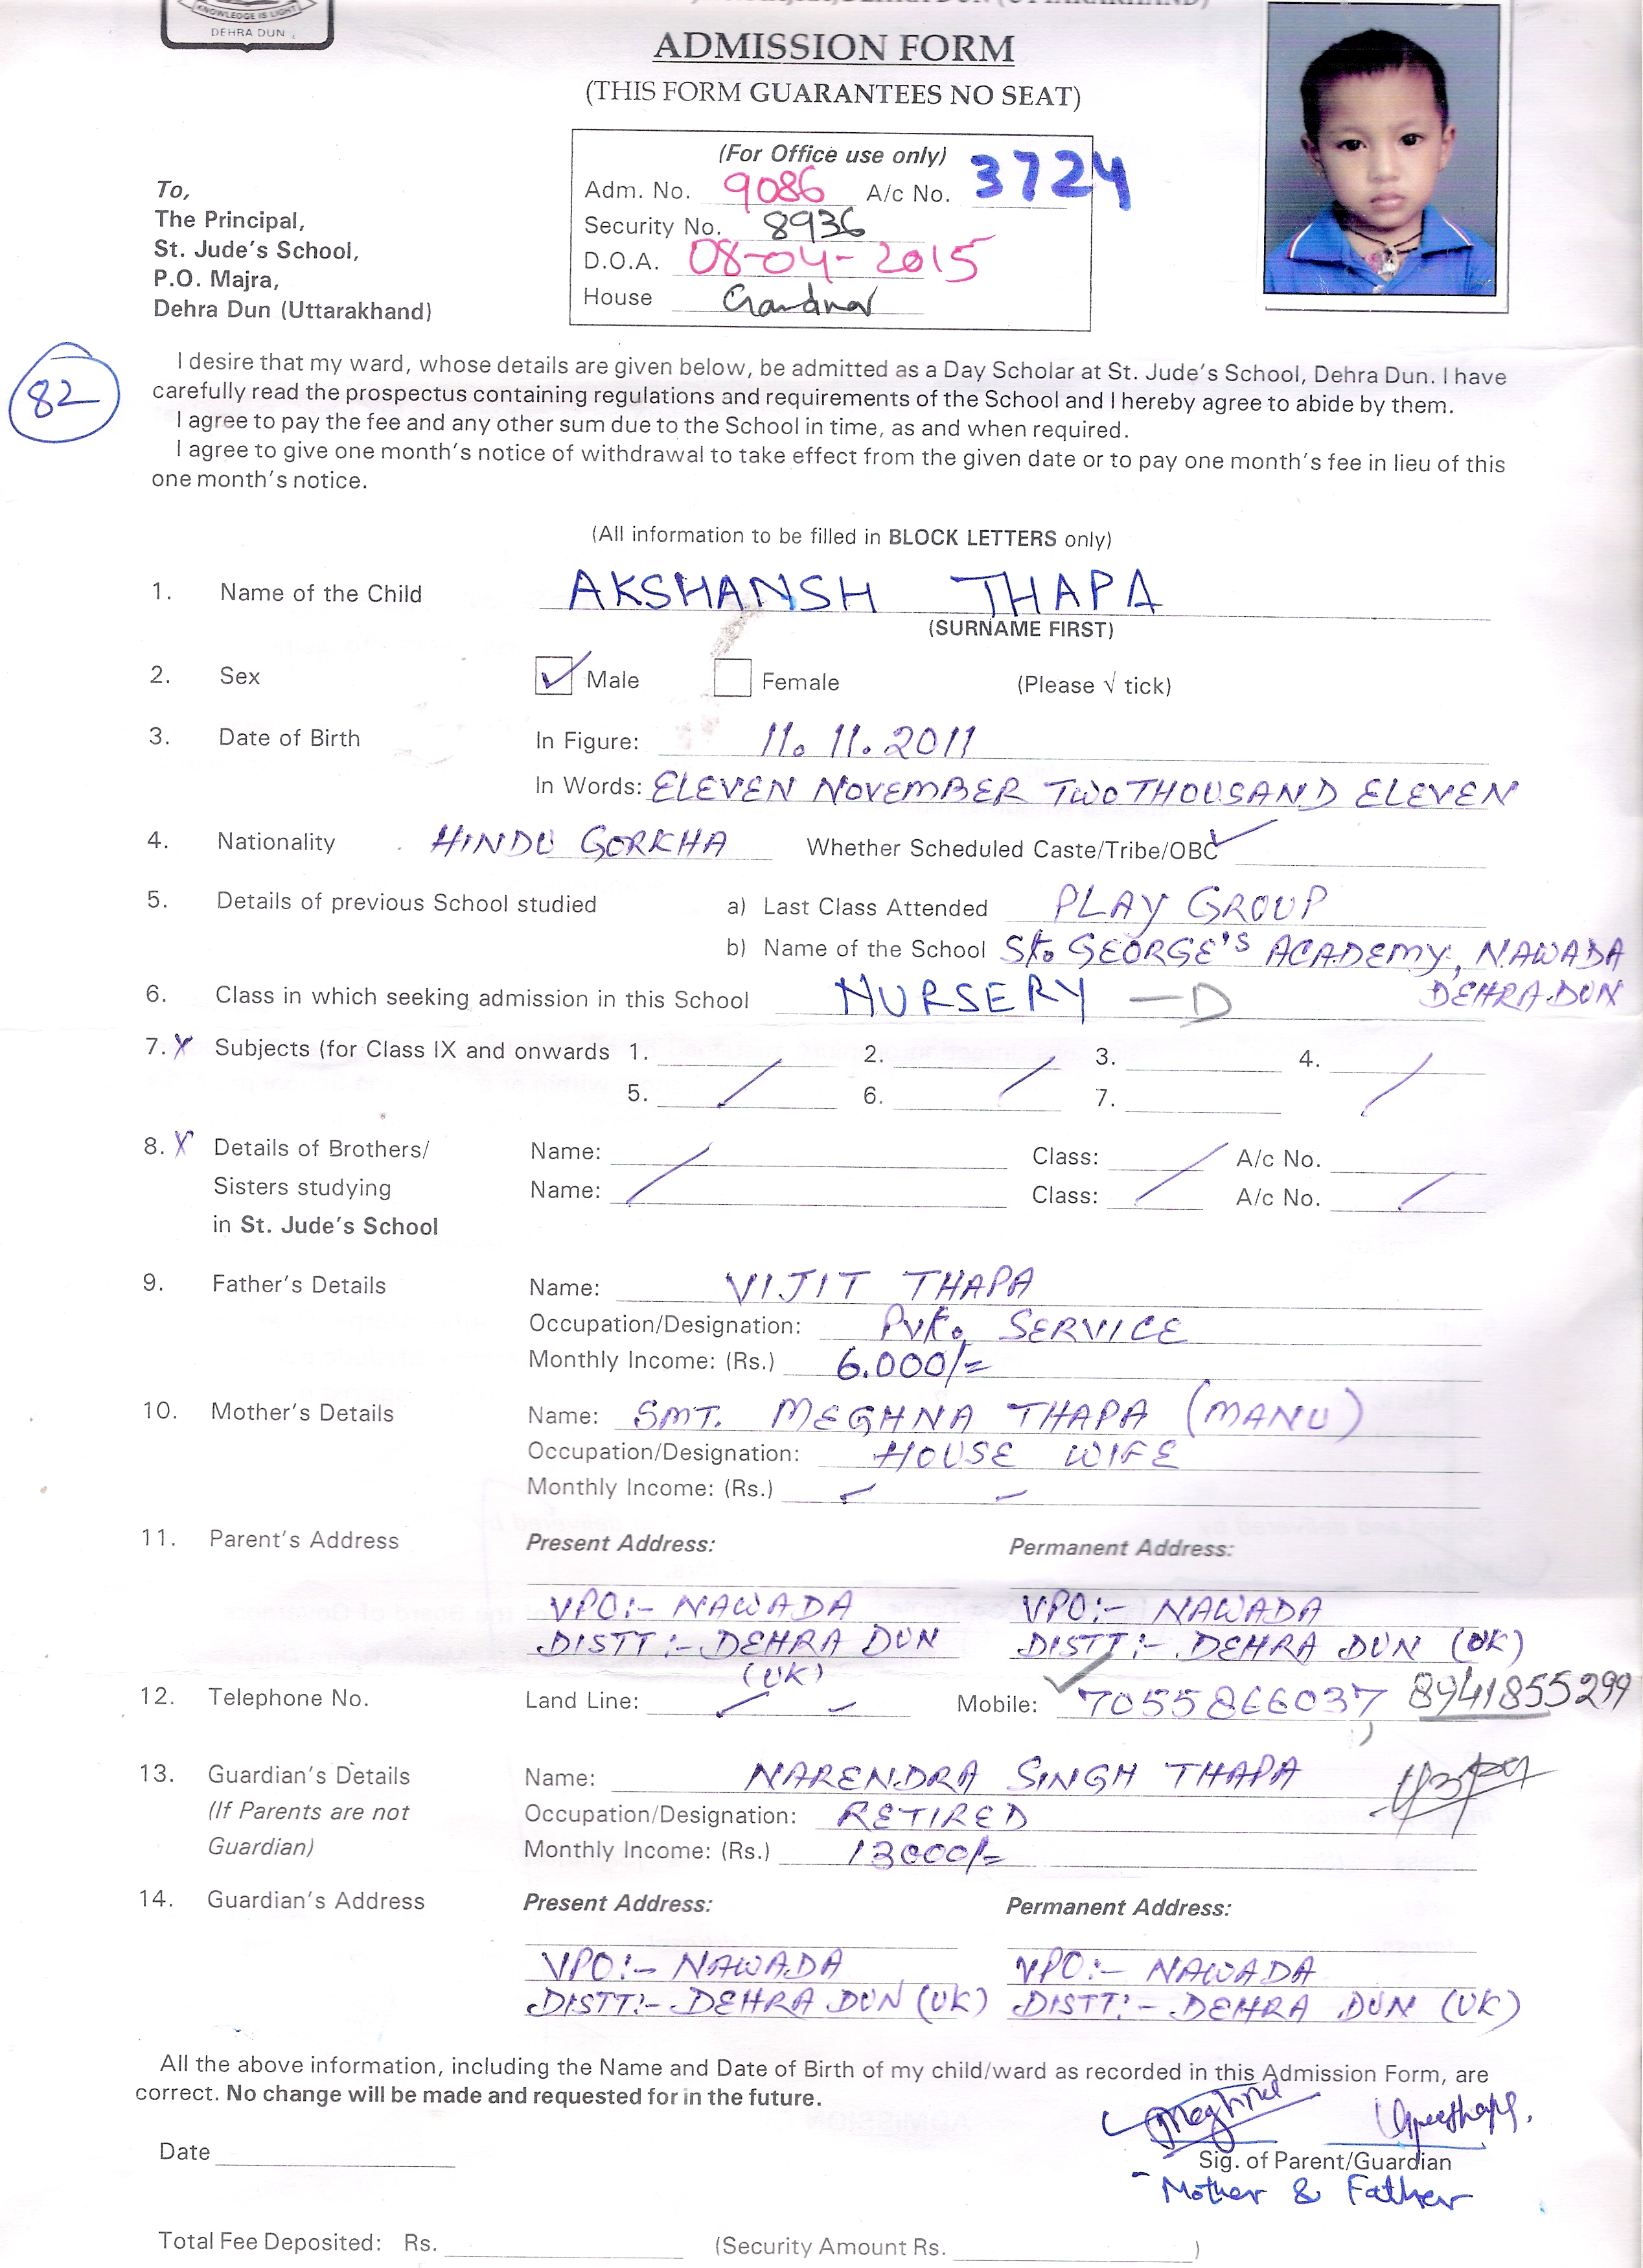 KNOWLEDGE IS LIGHT
DEHRA DUN
ADMISSION FORM
(THIS FORM GUARANTEES NO SEAT)
(For Office use only)
Adm. No. 9086 A/c No. 3724
Security No. 8936
D.O.A. 08-04-2015
House
To,
The Principal,
St. Jude's School,
P.O. Majra,
Dehra Dun (Uttarakhand)
82
I desire that my ward, whose details are given below, be admitted as a Day Scholar at St. Jude's School, Dehra Dun. I have
carefully read the prospectus containing regulations and requirements of the School and I hereby agree to abide by them.
I agree to pay the fee and any other sum due to the School in time, as and when required.
I agree to give one month's notice of withdrawal to take effect from the given date or to pay one month's fee in lieu of this
one month's notice.
(All information to be filled in BLOCK LETTERS only)
1. Name of the Child AKSHANSH THAPA
(SURNAME FIRST)
2. Sex ✓ Male Female (Please √ tick)
3. Date of Birth In Figure: 11.11.2011
In Words: ELEVEN NOVEMBER TWO THOUSAND ELEVEN
4. Nationality HINDU GORKHA Whether Scheduled Caste/Tribe/OBC ✓
5. Details of previous School studied a) Last Class Attended PLAY GROUP
b) Name of the School St. GEORGE'S ACADEMY, NAWADA
DEHRADUN
6. Class in which seeking admission in this School NURSERY - D
7. X Subjects (for Class IX and onwards 1. 2. 3. 4.
5. 6. 7.
8. X Details of Brothers/ Name: Class: A/c No.
Sisters studying Name: Class: A/c No.
in St. Jude's School
9. Father's Details Name: VIJIT THAPA
Occupation/Designation: Pvt. SERVICE
Monthly Income: (Rs.) 6.000/=
10. Mother's Details Name: SMT. MEGHNA THAPA (MANU)
Occupation/Designation: HOUSE WIFE
Monthly Income: (Rs.) - -
11. Parent's Address Present Address: Permanent Address:
VPO:- NAWADA VPO:- NAWADA
DISTT:- DEHRA DUN DISTT:- DEHRA DUN (UK)
(UK)
12. Telephone No. Land Line: - - Mobile: 7055866037, 8941855299
13. Guardian's Details Name: NARENDRA SINGH THAPA
(If Parents are not Occupation/Designation: RETIRED
Guardian) Monthly Income: (Rs.) 13000/=
14. Guardian's Address Present Address: Permanent Address:
VPO:- NAWADA VPO:- NAWADA
DISTT:- DEHRA DUN (UK) DISTT:- DEHRA DUN (UK)
All the above information, including the Name and Date of Birth of my child/ward as recorded in this Admission Form, are
correct. No change will be made and requested for in the future.
Meghna
Date
Sig. of Parent/Guardian
- Mother & Father
Total Fee Deposited: Rs. (Security Amount Rs. )